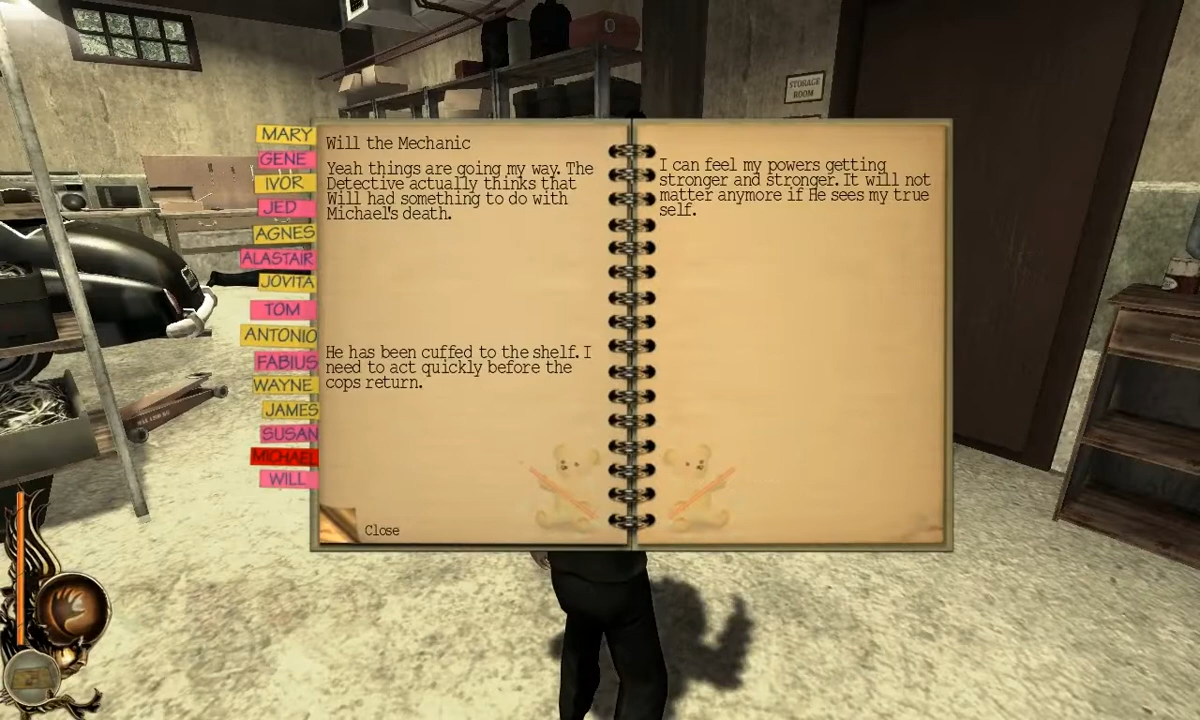 STORAGE
ROOM
MARY
GENE
IVOR
JED
AGNES
ALASTAIR
JOVITA
TOM
ANTONIO
FABIUS
WAYNE
JAMES
SUSAN
MICHAEL
WILL
Will the Mechanic
Yeah things are going my way. The
Detective actually thinks that
Will had something to do with
Michael's death.
He has been cuffed to the shelf. I
need to act quickly before the
cops return.
Close
I can feel my powers getting
stronger and stronger. It will not
matter anymore if He sees my true
self.